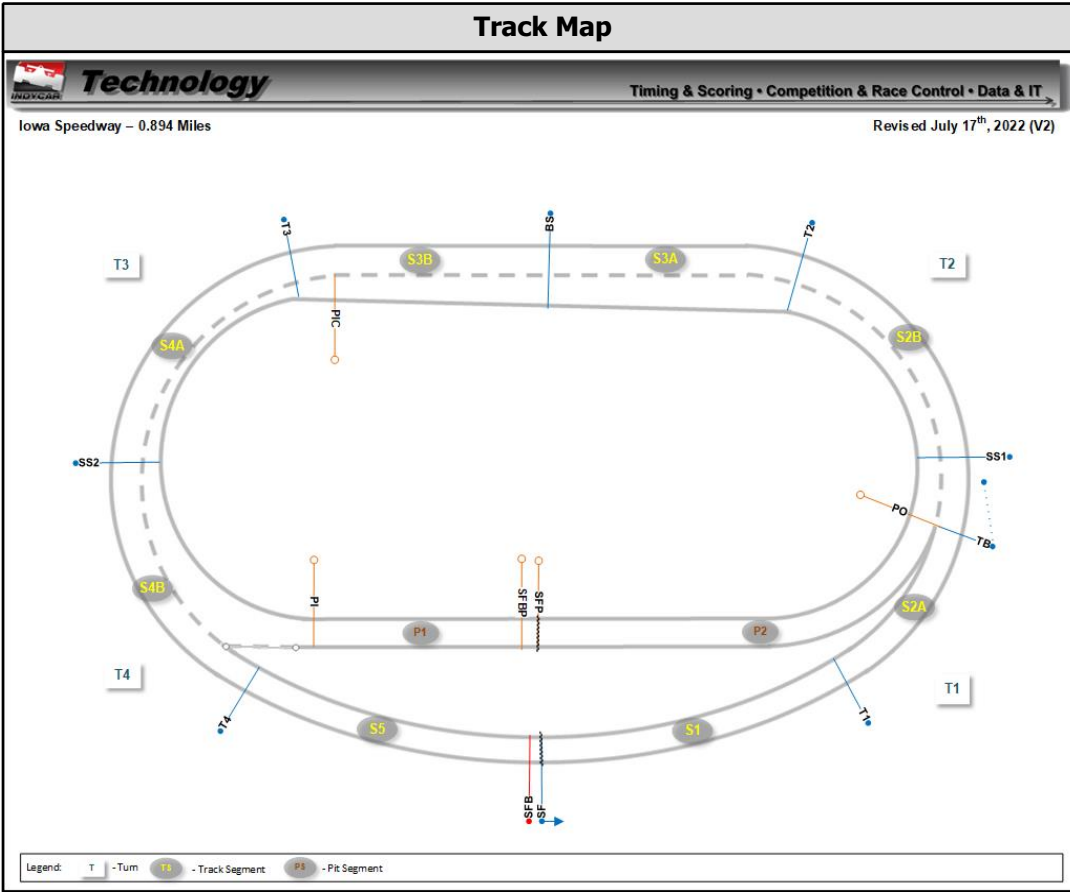 Track Map
INDYCAR
Technology
Timing & Scoring • Competition & Race Control • Data & IT
Iowa Speedway – 0.894 Miles
Revised July 17th, 2022 (V2)
T3
BS
T2
T3
S3B
S3A
T2
PIC
S4A
S2B
SS2
SS1
PO
TB
PI
SFBP
SFP
S4B
S2A
P1
P2
T4
T1
T4
S5
S1
T1
SFB
SF
Legend: T - Turn TS - Track Segment PS - Pit Segment